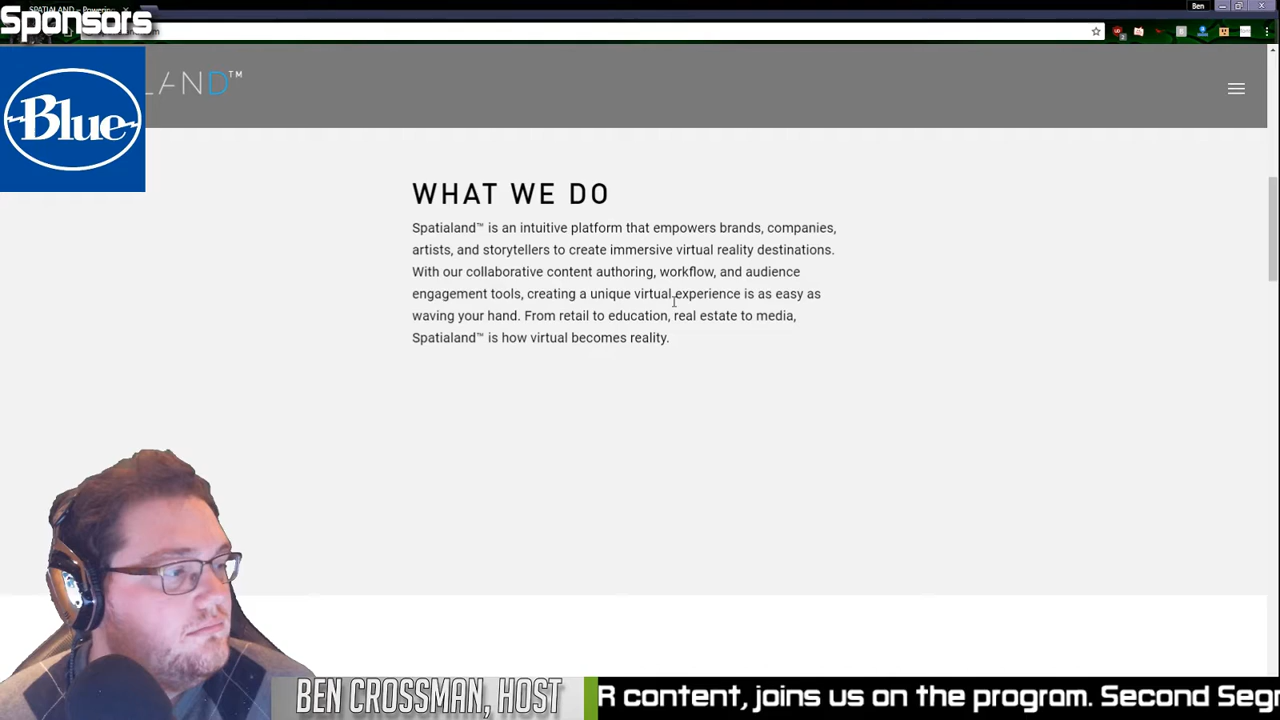 SPATIALAND - Powering
Ben
Sponsors
LAND™
Blue
WHAT WE DO
Spatialand™ is an intuitive platform that empowers brands, companies,
artists, and storytellers to create immersive virtual reality destinations.
With our collaborative content authoring, workflow, and audience
engagement tools, creating a unique virtual experience is as easy as
waving your hand. From retail to education, real estate to media,
Spatialand™ is how virtual becomes reality.
BEN CROSSMAN, HOST
R content, joins us on the program. Second Seg